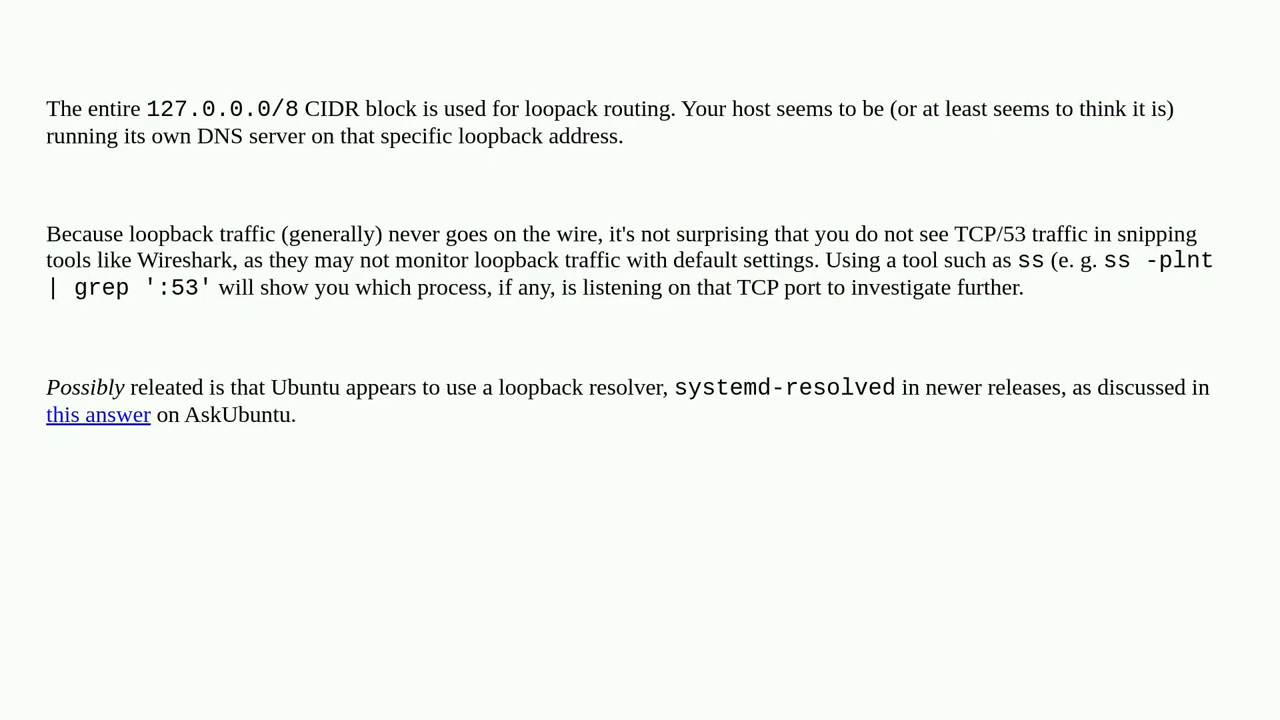 The entire 127.0.0.0/8 CIDR block is used for loopack routing. Your host seems to be (or at least seems to think it is)
running its own DNS server on that specific loopback address.
Because loopback traffic (generally) never goes on the wire, it's not surprising that you do not see TCP/53 traffic in snipping
tools like Wireshark, as they may not monitor loopback traffic with default settings. Using a tool such as ss (e. g. ss -plnt
| grep ':53' will show you which process, if any, is listening on that TCP port to investigate further.
Possibly releated is that Ubuntu appears to use a loopback resolver, systemd-resolved in newer releases, as discussed in
this answer on AskUbuntu.